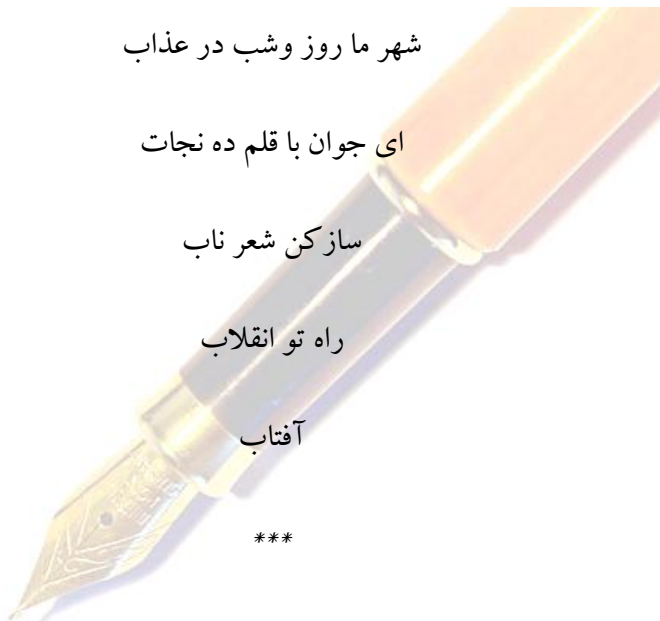 شهر ما روز وشب در عذاب
ای جوان با قلم ده نجات
سازکن شعر ناب
راه تو انقلاب
آفتاب
***